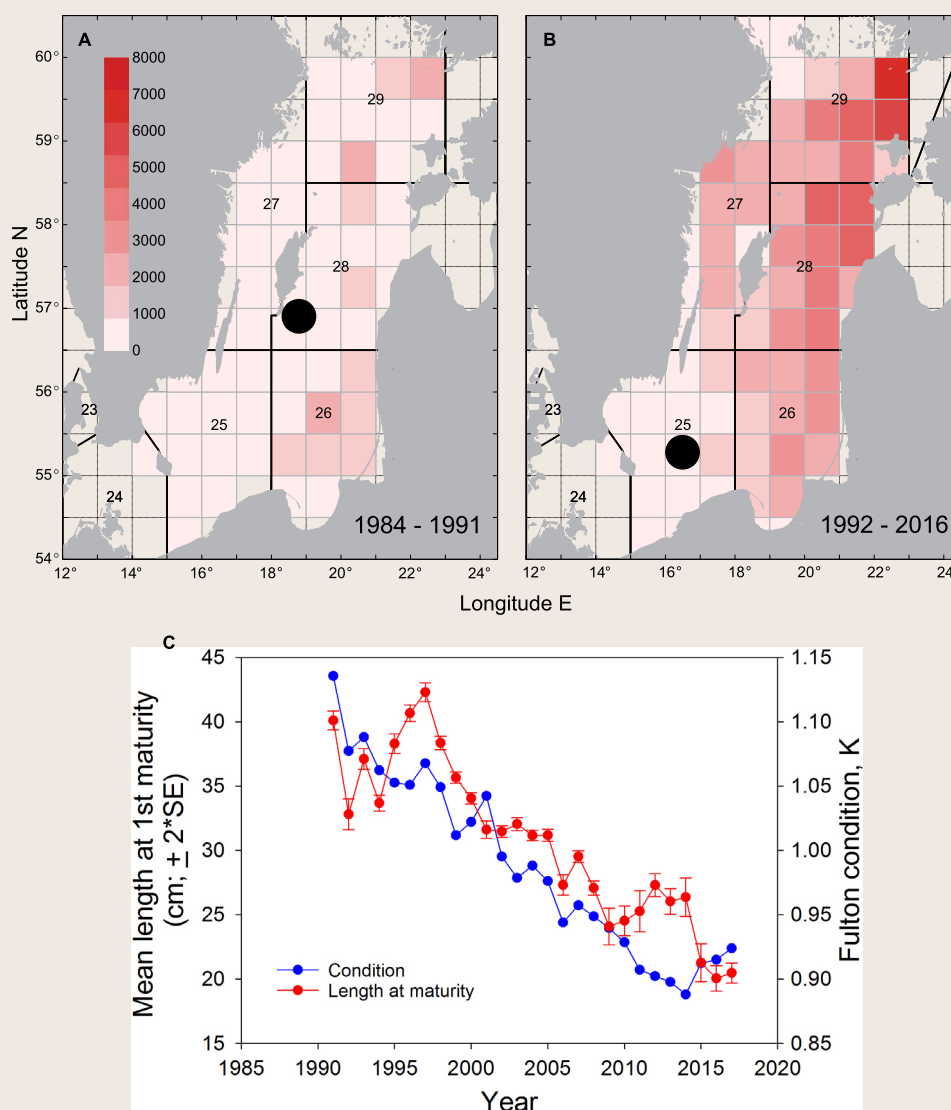 A
B
60°
59°
58°
57°
56°
55°
54°
Latitude N
8000
7000
6000
5000
4000
3000
2000
1000
0
29
27
28
25
26
23
24
1984 - 1991
29
27
28
25
26
23
24
1992 - 2016
12° 14° 16° 18° 20° 22° 24°
12° 14° 16° 18° 20° 22° 24
Longitude E
C
Mean length at 1st maturity
(cm; ± 2*SE)
45
40
35
30
25
20
15
1.15
1.10
1.05
1.00
0.95
0.90
0.85
Fulton condition, K
Condition
Length at maturity
1985 1990 1995 2000 2005 2010 2015 2020
Year